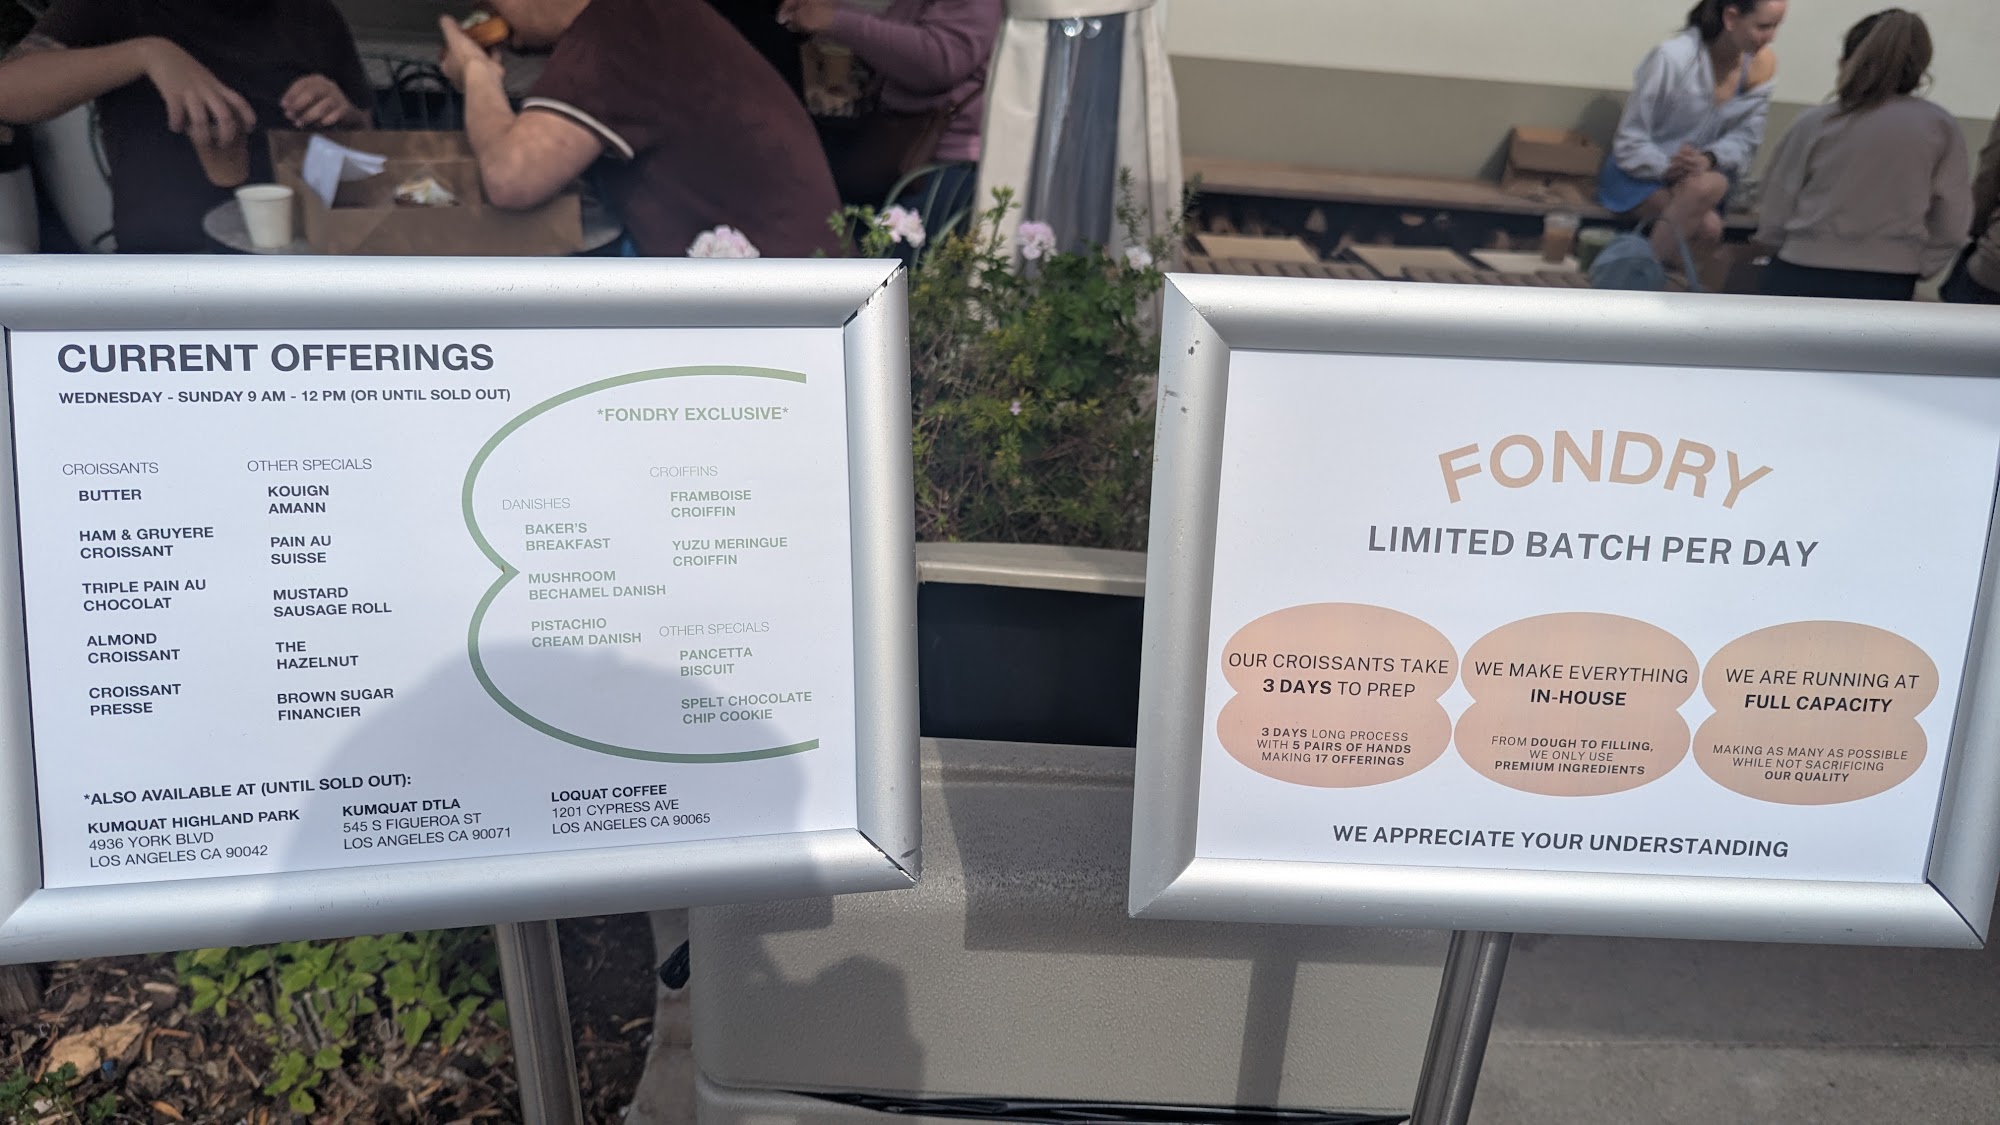 CURRENT OFFERINGS
WEDNESDAY - SUNDAY 9 AM - 12 PM (OR UNTIL SOLD OUT)
CROISSANTS
BUTTER
HAM & GRUYERE
CROISSANT
TRIPLE PAIN AU
CHOCOLAT
ALMOND
CROISSANT
CROISSANT
PRESSE
OTHER SPECIALS
KOUIGN
AMANN
PAIN AU
SUISSE
MUSTARD
SAUSAGE ROLL
THE
HAZELNUT
BROWN SUGAR
FINANCIER
*FONDRY EXCLUSIVE*
DANISHES
BAKER'S
BREAKFAST
MUSHROOM
BECHAMEL DANISH
PISTACHIO
CREAM DANISH
CROIFFINS
FRAMBOISE
CROIFFIN
YUZU MERINGUE
CROIFFIN
OTHER SPECIALS
PANCETTA
BISCUIT
SPELT CHOCOLATE
CHIP COOKIE
*ALSO AVAILABLE AT (UNTIL SOLD OUT):
KUMQUAT HIGHLAND PARK
4936 YORK BLVD
LOS ANGELES CA 90042
KUMQUAT DTLA
545 S FIGUEROA ST
LOS ANGELES CA 90071
LOQUAT COFFEE
1201 CYPRESS AVE
LOS ANGELES CA 90065
FONDRY
LIMITED BATCH PER DAY
OUR CROISSANTS TAKE
3 DAYS TO PREP
3 DAYS LONG PROCESS
WITH 5 PAIRS OF HANDS
MAKING 17 OFFERINGS
WE MAKE EVERYTHING
IN-HOUSE
FROM DOUGH TO FILLING,
WE ONLY USE
PREMIUM INGREDIENTS
WE ARE RUNNING AT
FULL CAPACITY
MAKING AS MANY AS POSSIBLE
WHILE NOT SACRIFICING
OUR QUALITY
WE APPRECIATE YOUR UNDERSTANDING